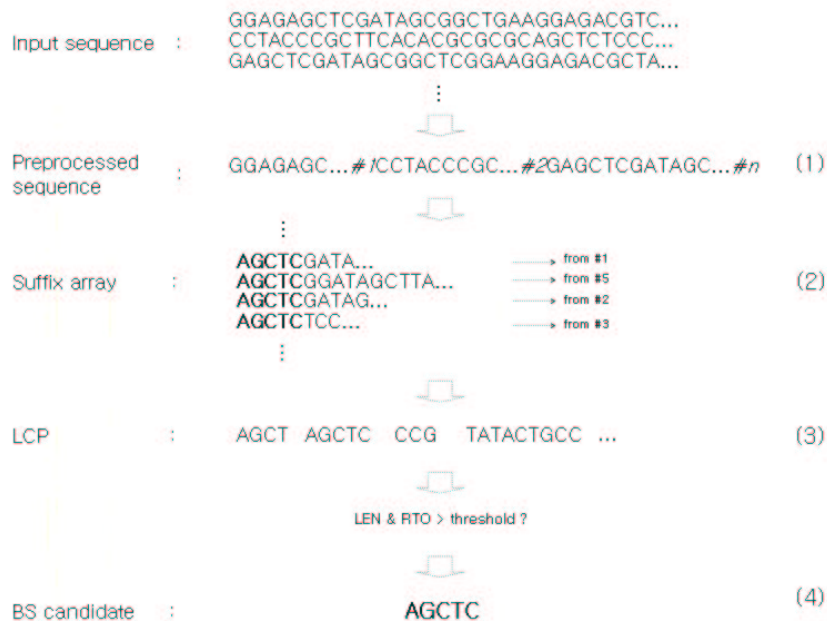 GGAGAGCTCGATAGCGGCTGAAGGAGACGTC...
Input sequence : CCTACCCGCTTCACACGCGCGCAGCTCTCCC...
GAGCTCGATAGCGGCTCGGAAGGAGACGCTA...
⋮
Preprocessed sequence : GGAGAGC...#1CCTACCCGC...#2GAGCTCGATAGC...#n (1)
⋮
AGCTCGATA... from #1
Suffix array : AGCTCGGATAGCTTA... from #5 (2)
AGCTCGATAG... from #2
AGCTCTCC... from #3
⋮
LCP : AGCT AGCTC CCG TATACTGCC ... (3)
LEN & RTO > threshold ?
BS candidate : AGCTC (4)